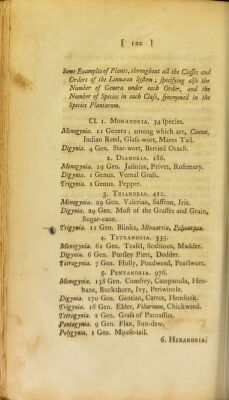 [ 122 ]
Some Examples of Plants, throughout all the Classes and
Orders of the Linnæan System; specifying also the
Number of Genera under each Order, and the
Number of Species in each Class, synonymed in the
Species Plantarum.
Cl. 1. MONANDRIA. 34 species.
Monogynia. 11 Genera; among which are, Canna,
Indian Reed, Glass-wort, Mares Tail.
Digynia. 4 Gen. Star-wort, Berried Orach.
2. DIANDRIA. 186.
Monogynia. 29 Gen. Jasmine, Privet, Rosemary.
Digynia. 1 Genus. Vernal Grass.
Trigynia. 1 Genus. Pepper.
3. TRIANDRIA. 412.
Monogynia. 29 Gen. Valerian, Saffron, Iris.
Digynia. 29 Gen. Most of the Grasses and Grain,
Sugar-cane.
Trigynia. 11 Gen. Blinks, Minuartia,
4. TETRANDRIA. 335.
Monogynia. 61 Gen. Teasel, Scabious, Madder.
Digynia. 6 Gen. Parsley Piert, Dodder.
Tetragynia. 7 Gen. Holly, Pondweed, Pearlwort.
5. PENTANDRIA. 976.
Monogynia. 138 Gen. Comfrey, Campanula, Hen-
bane, Buckthorn, Ivy, Periwincle.
Digynia. 170 Gen. Gentian, Carrot, Hemlock.
Trigynia. 16 Gen. Elder, Viburnum, Chickweed.
Tetragynia. 2 Gen. Grass of Parnassus.
Pentagynia. 9 Gen. Flax, Sun-dew.
Polygynia. 1 Gen. Mouse-tail.
6. HEXANDRIA.